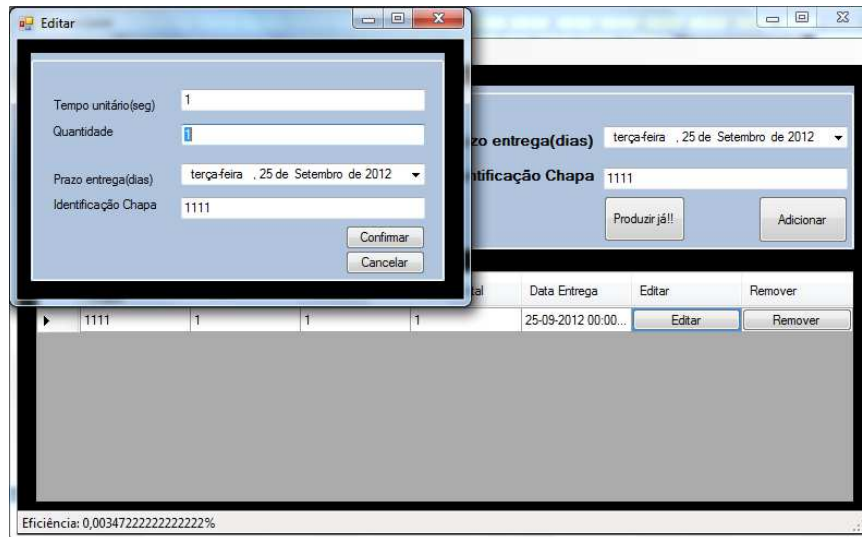 Editar
Tempo unitário(seg)
1
Quantidade
1
Prazo entrega(dias)
terça-feira , 25 de Setembro de 2012
Identificação Chapa
1111
Confirmar
Cancelar
zo entrega(dias)
terça-feira , 25 de Setembro de 2012
ntificação Chapa
1111
Produzir já!!
Adicionar
tal Data Entrega Editar Remover
1111 1 1 1 25-09-2012 00:00... Editar Remover
Eficiência: 0,00347222222222222%